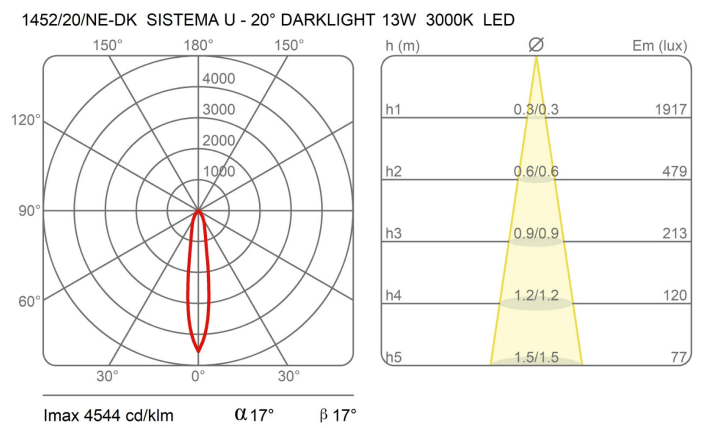 1452/20/NE-DK SISTEMA U - 20° DARKLIGHT 13W 3000K LED
150° 180° 150°
4000
3000
120°
2000
1000
90°
60°
30° 0° 30°
Imax 4544 cd/klm α 17° β 17°
h (m) Ø Em (lux)
h1 0.3/0.3 1917
h2 0.6/0.6 479
h3 0.9/0.9 213
h4 1.2/1.2 120
h5 1.5/1.5 77